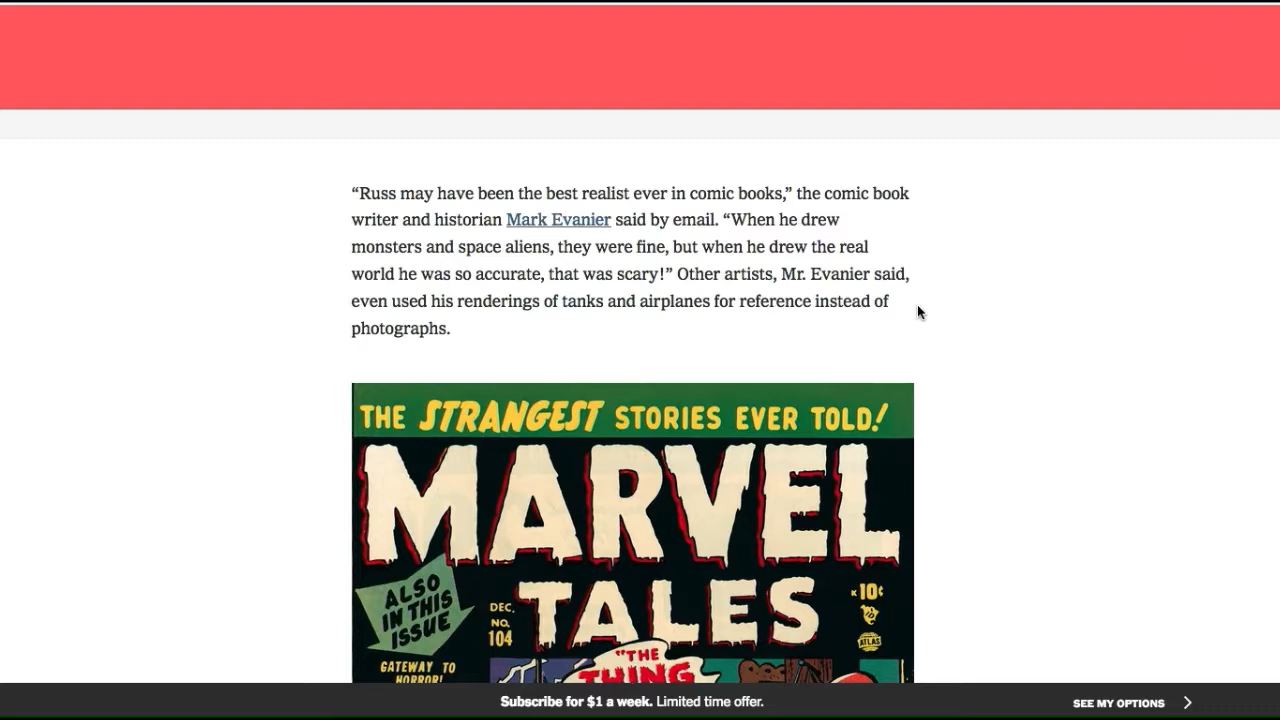 “Russ may have been the best realist ever in comic books,” the comic book
writer and historian Mark Evanier said by email. “When he drew
monsters and space aliens, they were fine, but when he drew the real
world he was so accurate, that was scary!” Other artists, Mr. Evanier said,
even used his renderings of tanks and airplanes for reference instead of
photographs.
THE STRANGEST STORIES EVER TOLD!
MARVEL
TALES
ALSO
IN THIS
ISSUE
DEC.
NO.
104
10¢
ATLAS
GATEWAY TO
HORROR!
"THE
THING
Subscribe for $1 a week. Limited time offer.
SEE MY OPTIONS